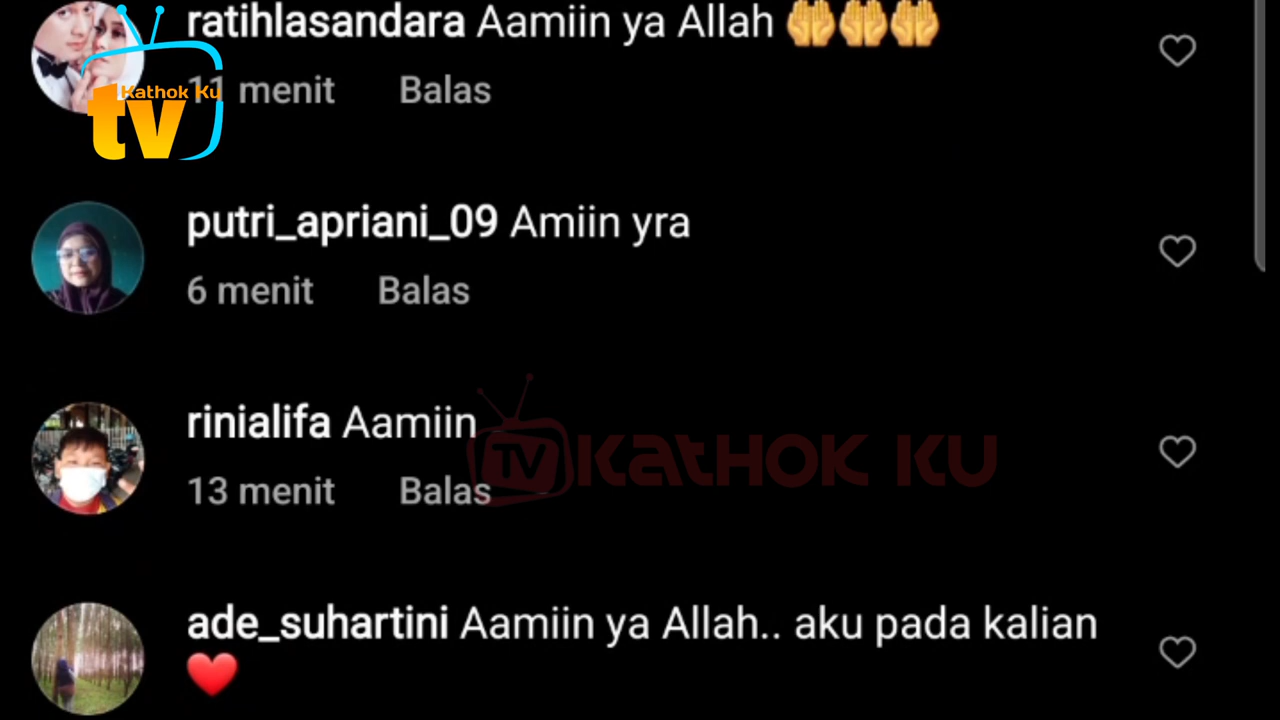 ratihlasandara Aamiin ya Allah 🤲🤲🤲
11 menit Balas
Kathok Ku
tv
putri_apriani_09 Amiin yra
6 menit Balas
rinialifa Aamiin
13 menit Balas
TV KATHOK KU
ade_suhartini Aamiin ya Allah.. aku pada kalian
❤️